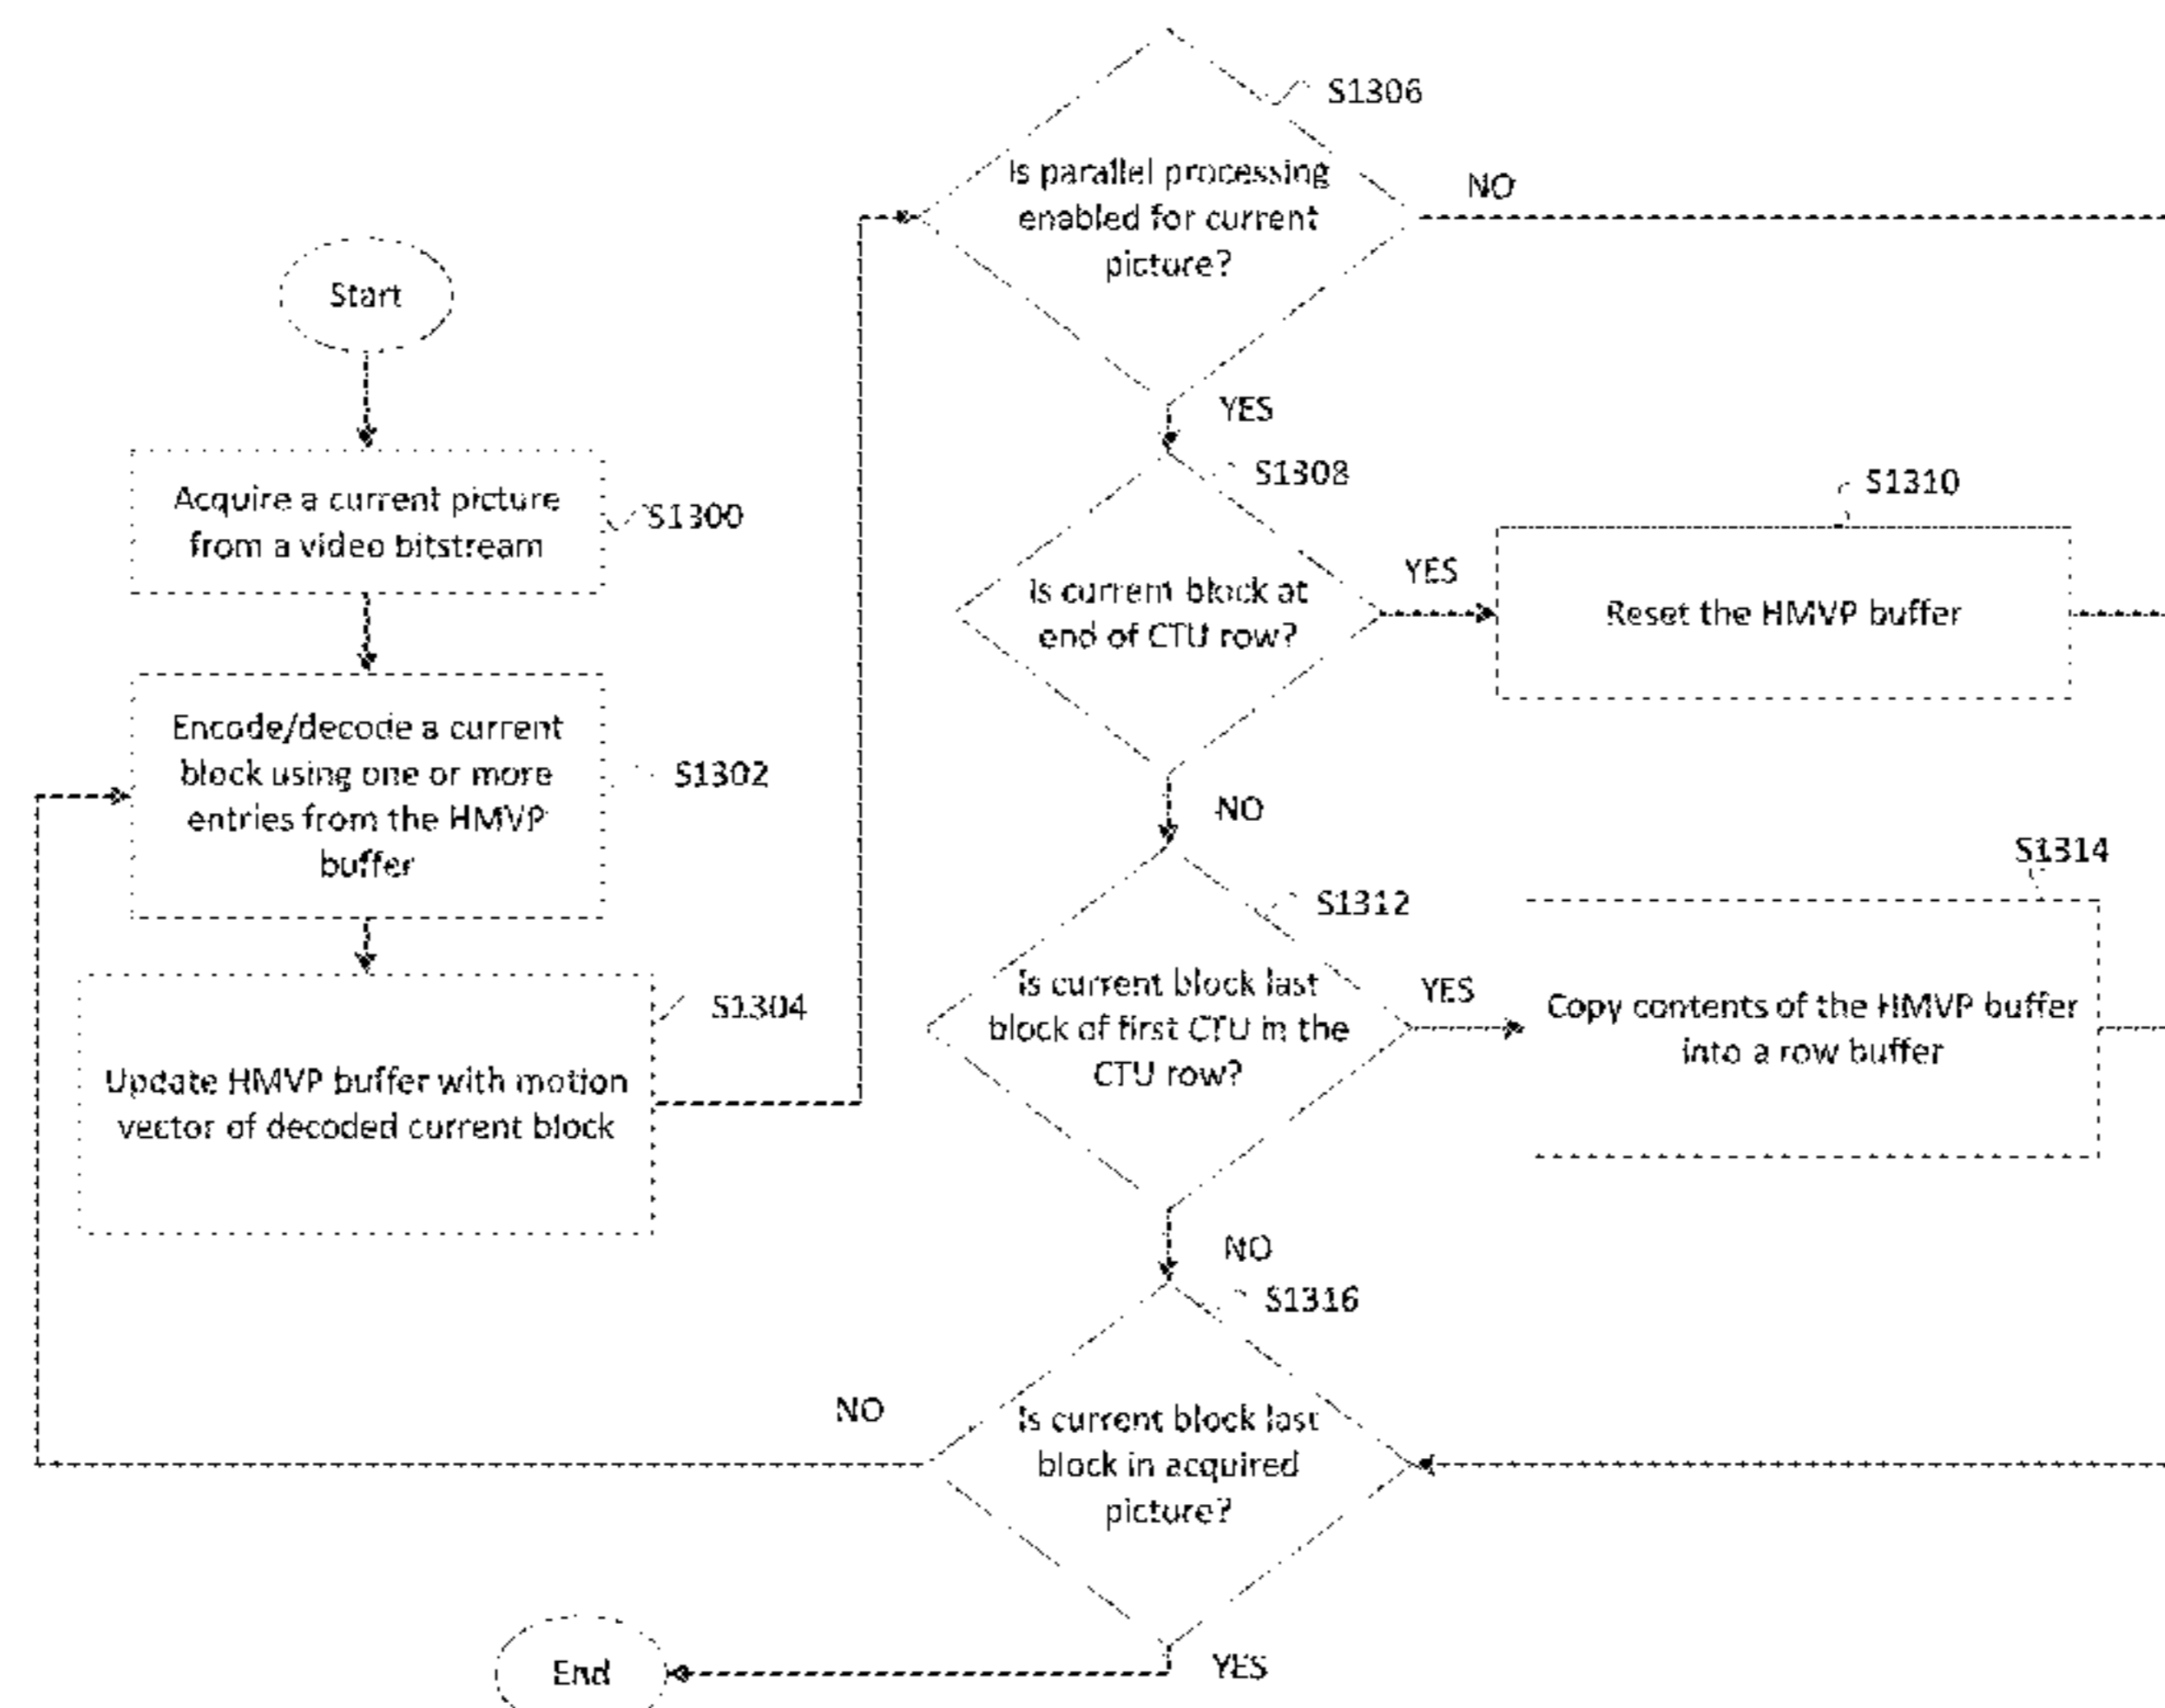 Start
Acquire a current picture
from a video bitstream
S1300
Encode/decode a current
block using one or more
entries from the HMVP
buffer
S1302
Update HMVP buffer with motion
vector of decoded current block
S1304
Is parallel processing
enabled for current
picture?
S1306
NO
YES
Is current block at
end of CTU row?
S1308
YES
Reset the HMVP buffer
S1310
NO
Is current block last
block of first CTU in the
CTU row?
S1312
YES
Copy contents of the HMVP buffer
into a row buffer
S1314
NO
Is current block last
block in acquired
picture?
S1316
NO
YES
End